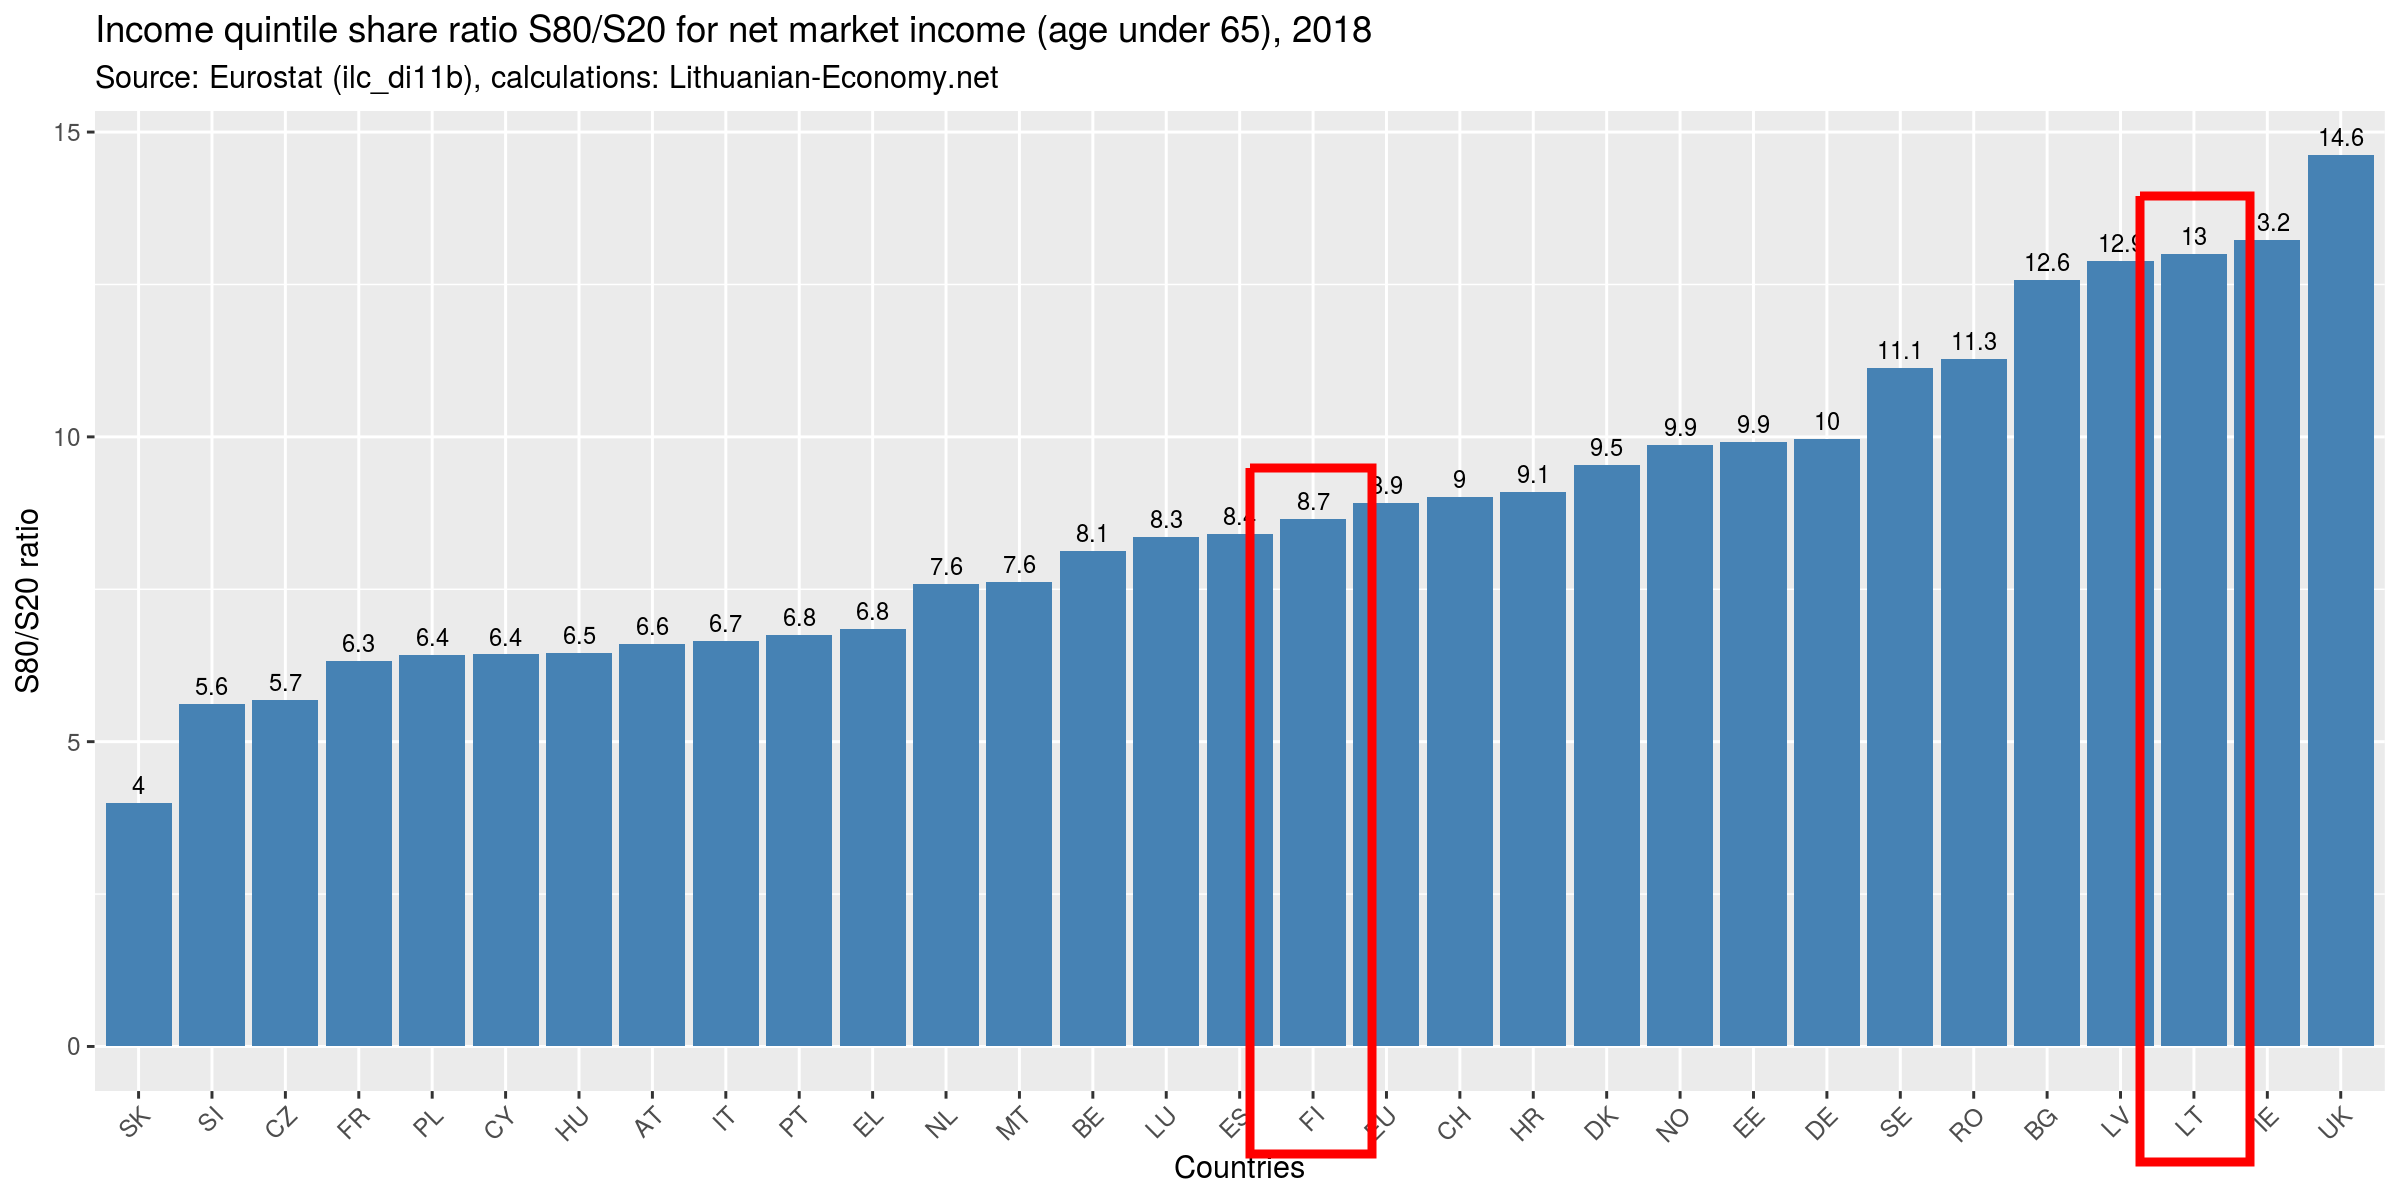 Income quintile share ratio S80/S20 for net market income (age under 65), 2018
Source: Eurostat (ilc_di11b), calculations: Lithuanian-Economy.net
S80/S20 ratio
15
10
5
0
4
5.6
5.7
6.3
6.4
6.4
6.5
6.6
6.7
6.8
6.8
7.6
7.6
8.1
8.3
8.4
8.7
8.9
9
9.1
9.5
9.9
9.9
10
11.1
11.3
12.6
12.9
13
3.2
14.6
SK
SI
CZ
FR
PL
CY
HU
AT
IT
PT
EL
NL
MT
BE
LU
ES
FI
EU
CH
HR
DK
NO
EE
DE
SE
RO
BG
LV
LT
IE
UK
Countries